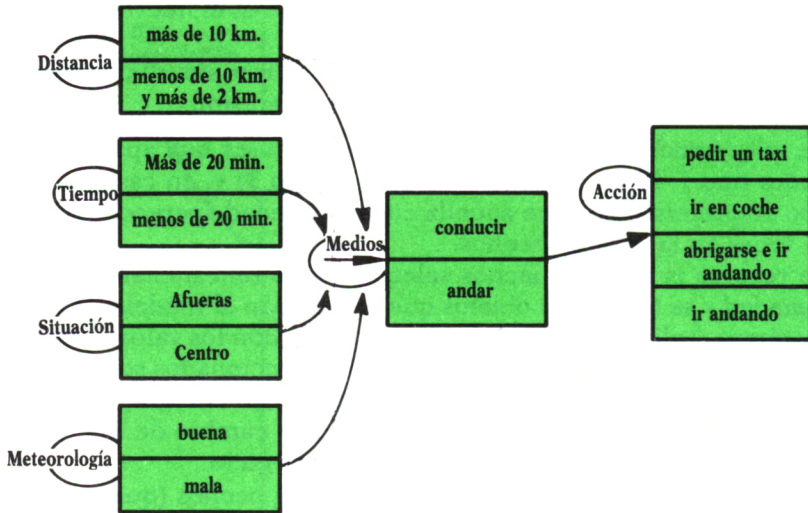 Distancia
más de 10 km.
menos de 10 km.
y más de 2 km.
Tiempo
Más de 20 min.
menos de 20 min.
Situación
Afueras
Centro
Meteorología
buena
mala
Medios
conducir
andar
Acción
pedir un taxi
ir en coche
abrigarse e ir
andando
ir andando